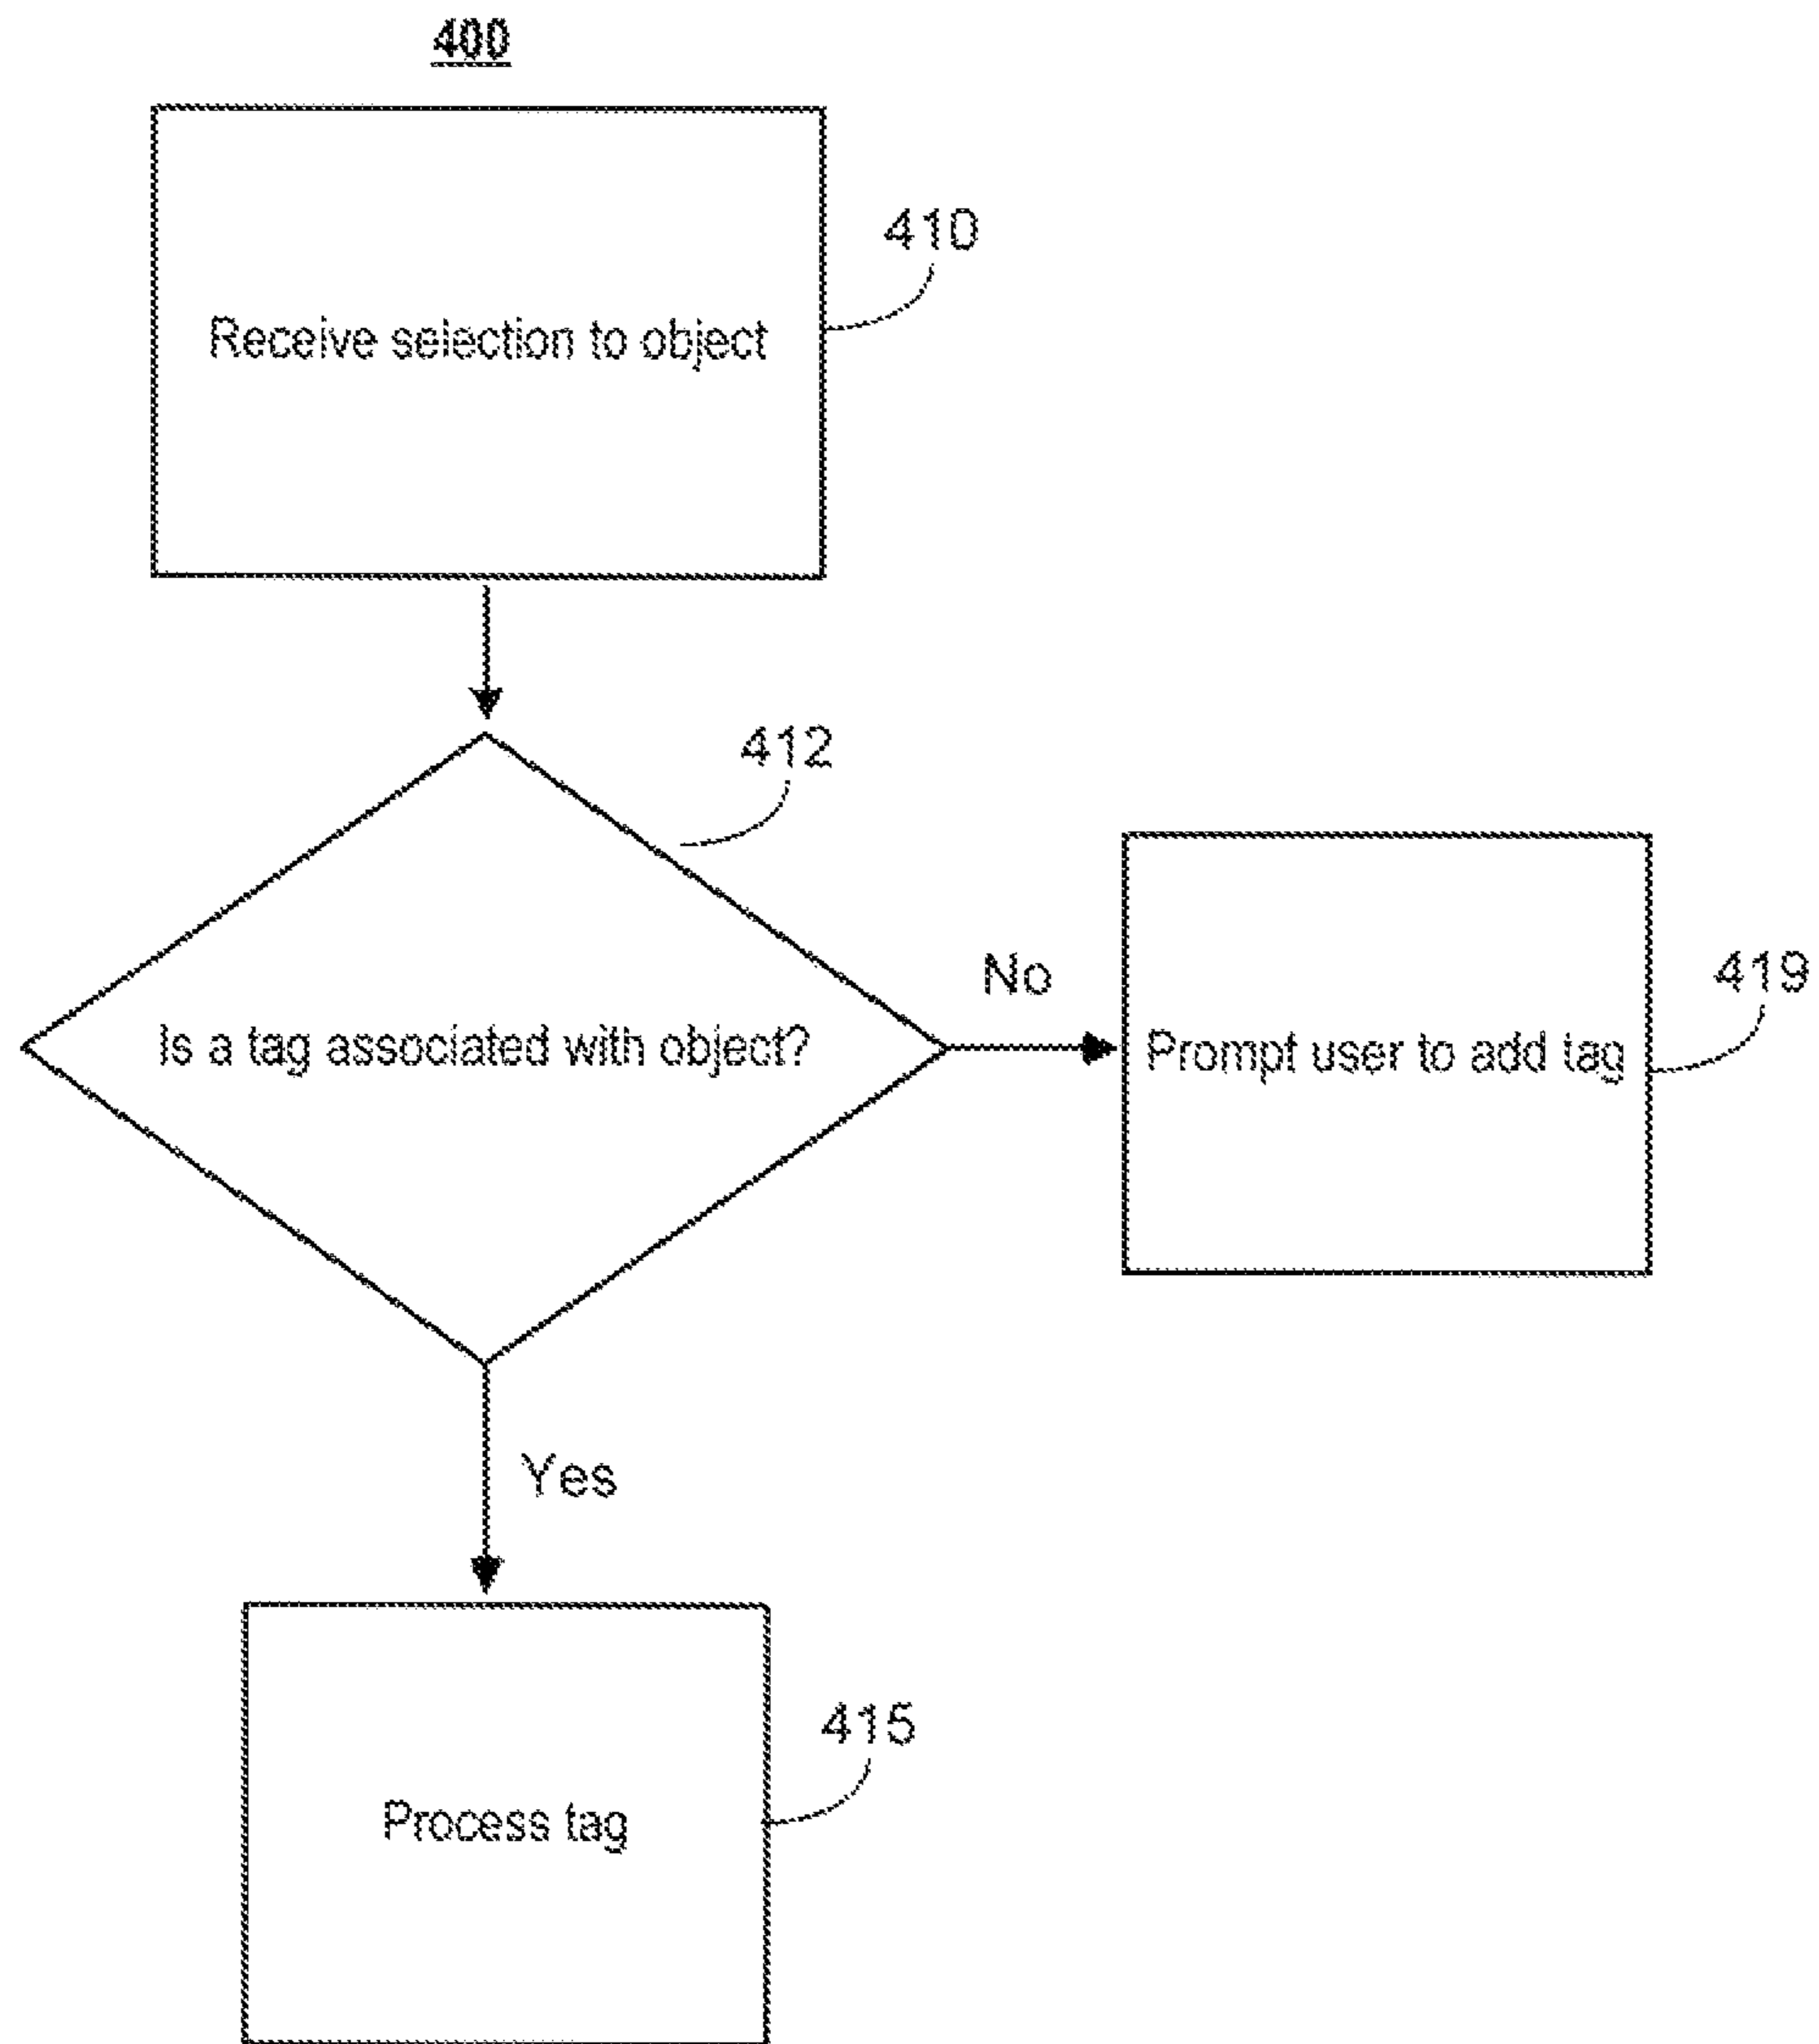 400
410
Receive selection to object
412
No
419
Is a tag associated with object?
Prompt user to add tag
Yes
415
Process tag